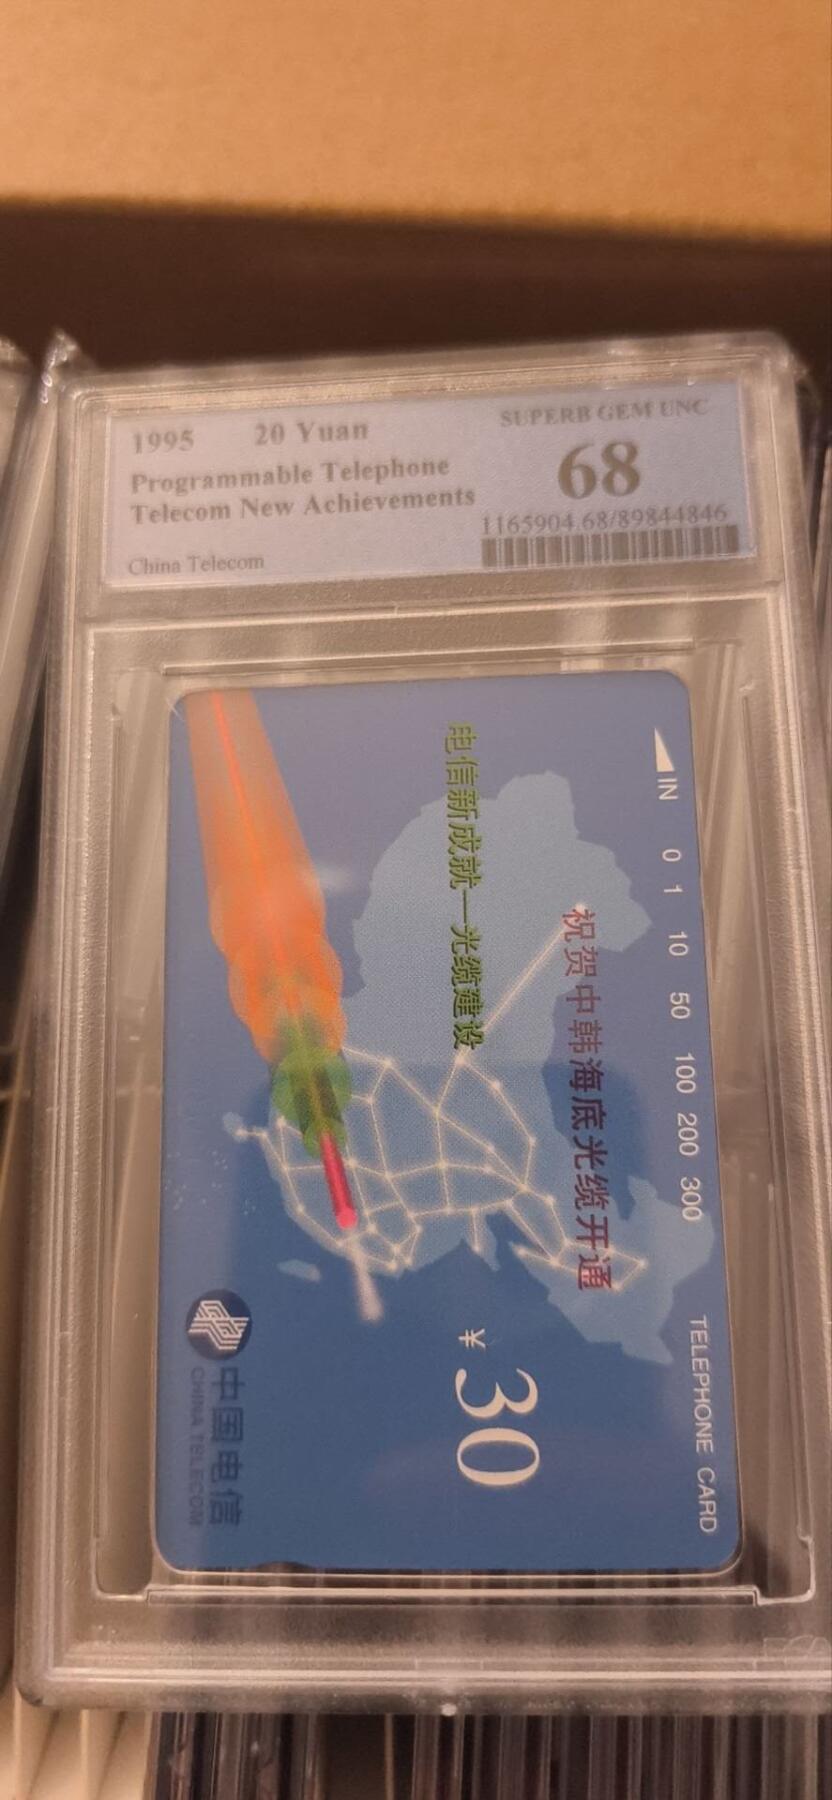 1995 20 Yuan
Programmable Telephone
Telecom New Achievements
China Telecom
SUPERB GEM UNC
68
1165904.68/89844846
IN 0 1 10 50 100 200 300 TELEPHONE CARD
祝贺中韩海底光缆开通
电信新成就—光缆建设
¥30
中国电信
CHINA TELECOM